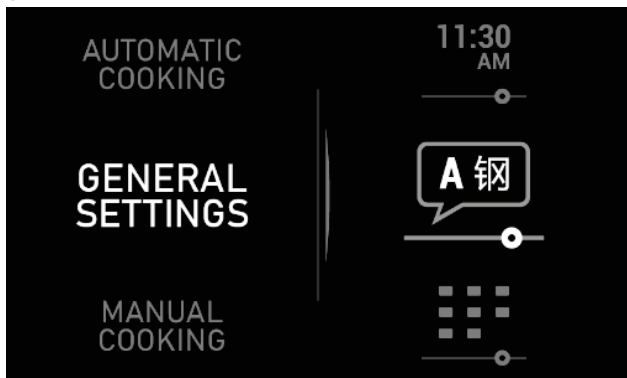 AUTOMATIC
COOKING
11:30
AM
GENERAL
SETTINGS
A 钢
MANUAL
COOKING